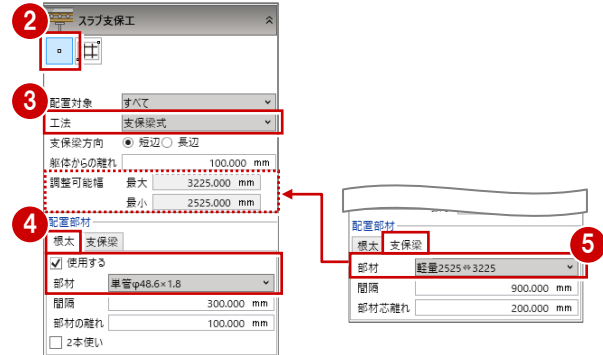 2 スラブ支保工
3
配置対象 すべて
工法 支保梁式
支保梁方向 短辺 長辺
躯体からの離れ 100.000 mm
調整可能幅 最大 3225.000 mm
最小 2525.000 mm
4
配置部材
根太 支保梁
使用する
部材 単管φ48.6×1.8
間隔 300.000 mm
部材の離れ 100.000 mm
2本使い
配置部材
根太 支保梁
5
部材 軽量2525⇔3225
間隔 900.000 mm
部材芯離れ 200.000 mm